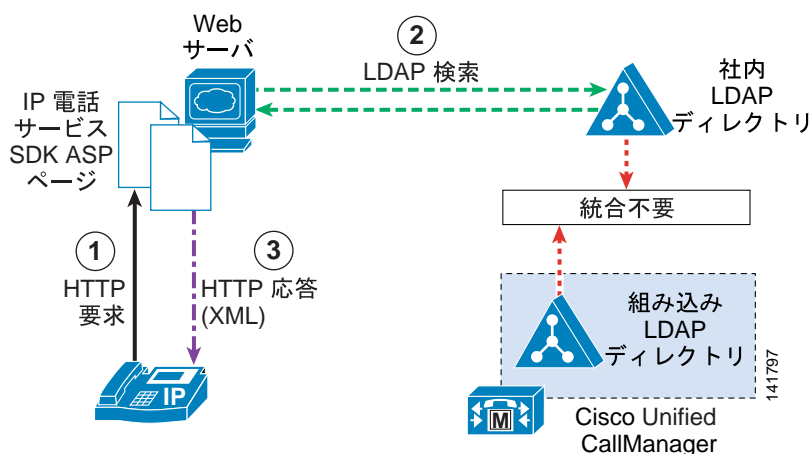 Web
サーバ
2
LDAP 検索
社内
LDAP
ディレクトリ
IP 電話
サービス
SDK ASP
ページ
統合不要
1
HTTP
要求
3
HTTP 応答
(XML)
組み込み
LDAP
ディレクトリ
IP
M
141797
Cisco Unified
CallManager